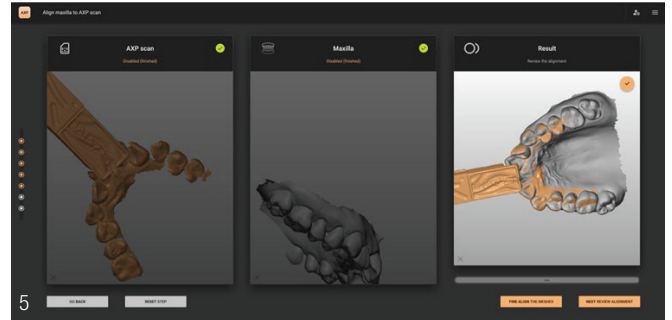 AXP
Align maxilla to AXP scan
AXP scan
Disabled (finished)
Maxilla
Disabled (finished)
Result
Review the alignment
GO BACK
RESET STEP
FINE ALIGN THE MESHES
NEXT REVIEW ALIGNMENT
5